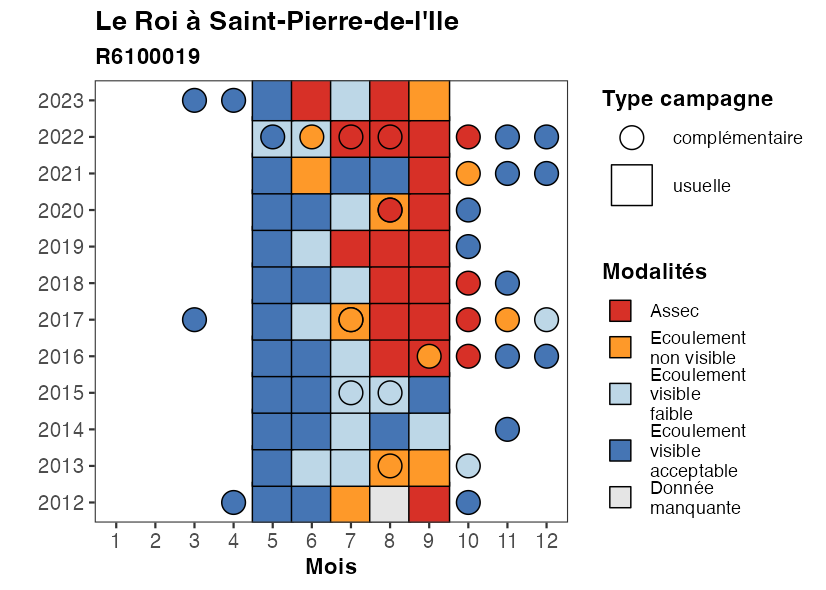 Le Roi à Saint-Pierre-de-l'Ile
R6100019
2023
2022
2021
2020
2019
2018
2017
2016
2015
2014
2013
2012
1 2 3 4 5 6 7 8 9 10 11 12
Mois
Type campagne
complémentaire
usuelle
Modalités
Assec
Ecoulement
non visible
Ecoulement
visible
faible
Ecoulement
visible
acceptable
Donnée
manquante